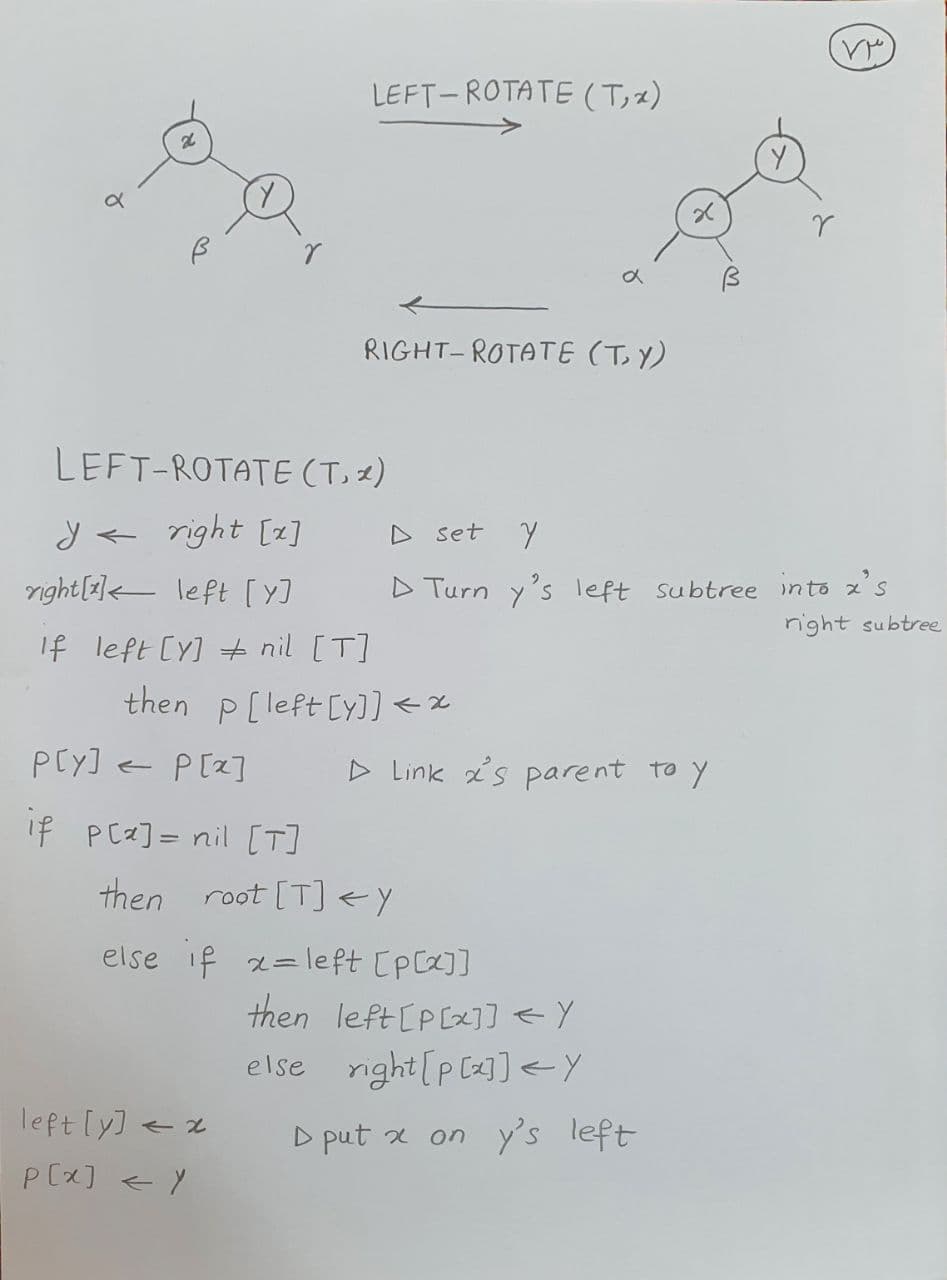 ۷۳
LEFT-ROTATE (T,x)
x
y
α
β
γ
y
x
γ
α
β
RIGHT-ROTATE (T,y)
LEFT-ROTATE (T,x)
y ← right [x] ▷ set y
right[x] ← left [y] ▷ Turn y's left subtree into x's
right subtree
if left [y] ≠ nil [T]
then p [left[y]] ← x
p[y] ← p[x] ▷ Link x's parent to y
if p[x] = nil [T]
then root [T] ← y
else if x = left [p[x]]
then left [p[x]] ← y
else right [p[x]] ← y
left [y] ← x ▷ put x on y's left
p[x] ← y